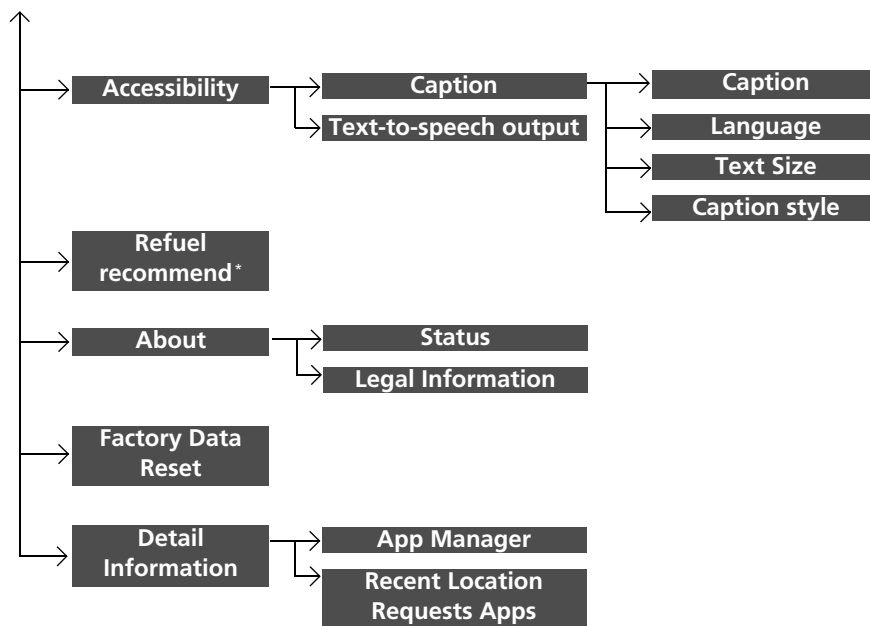 Accessibility
Caption
Text-to-speech output
Caption
Language
Text Size
Caption style
Refuel
recommend*
About
Status
Legal Information
Factory Data
Reset
Detail
Information
App Manager
Recent Location
Requests Apps